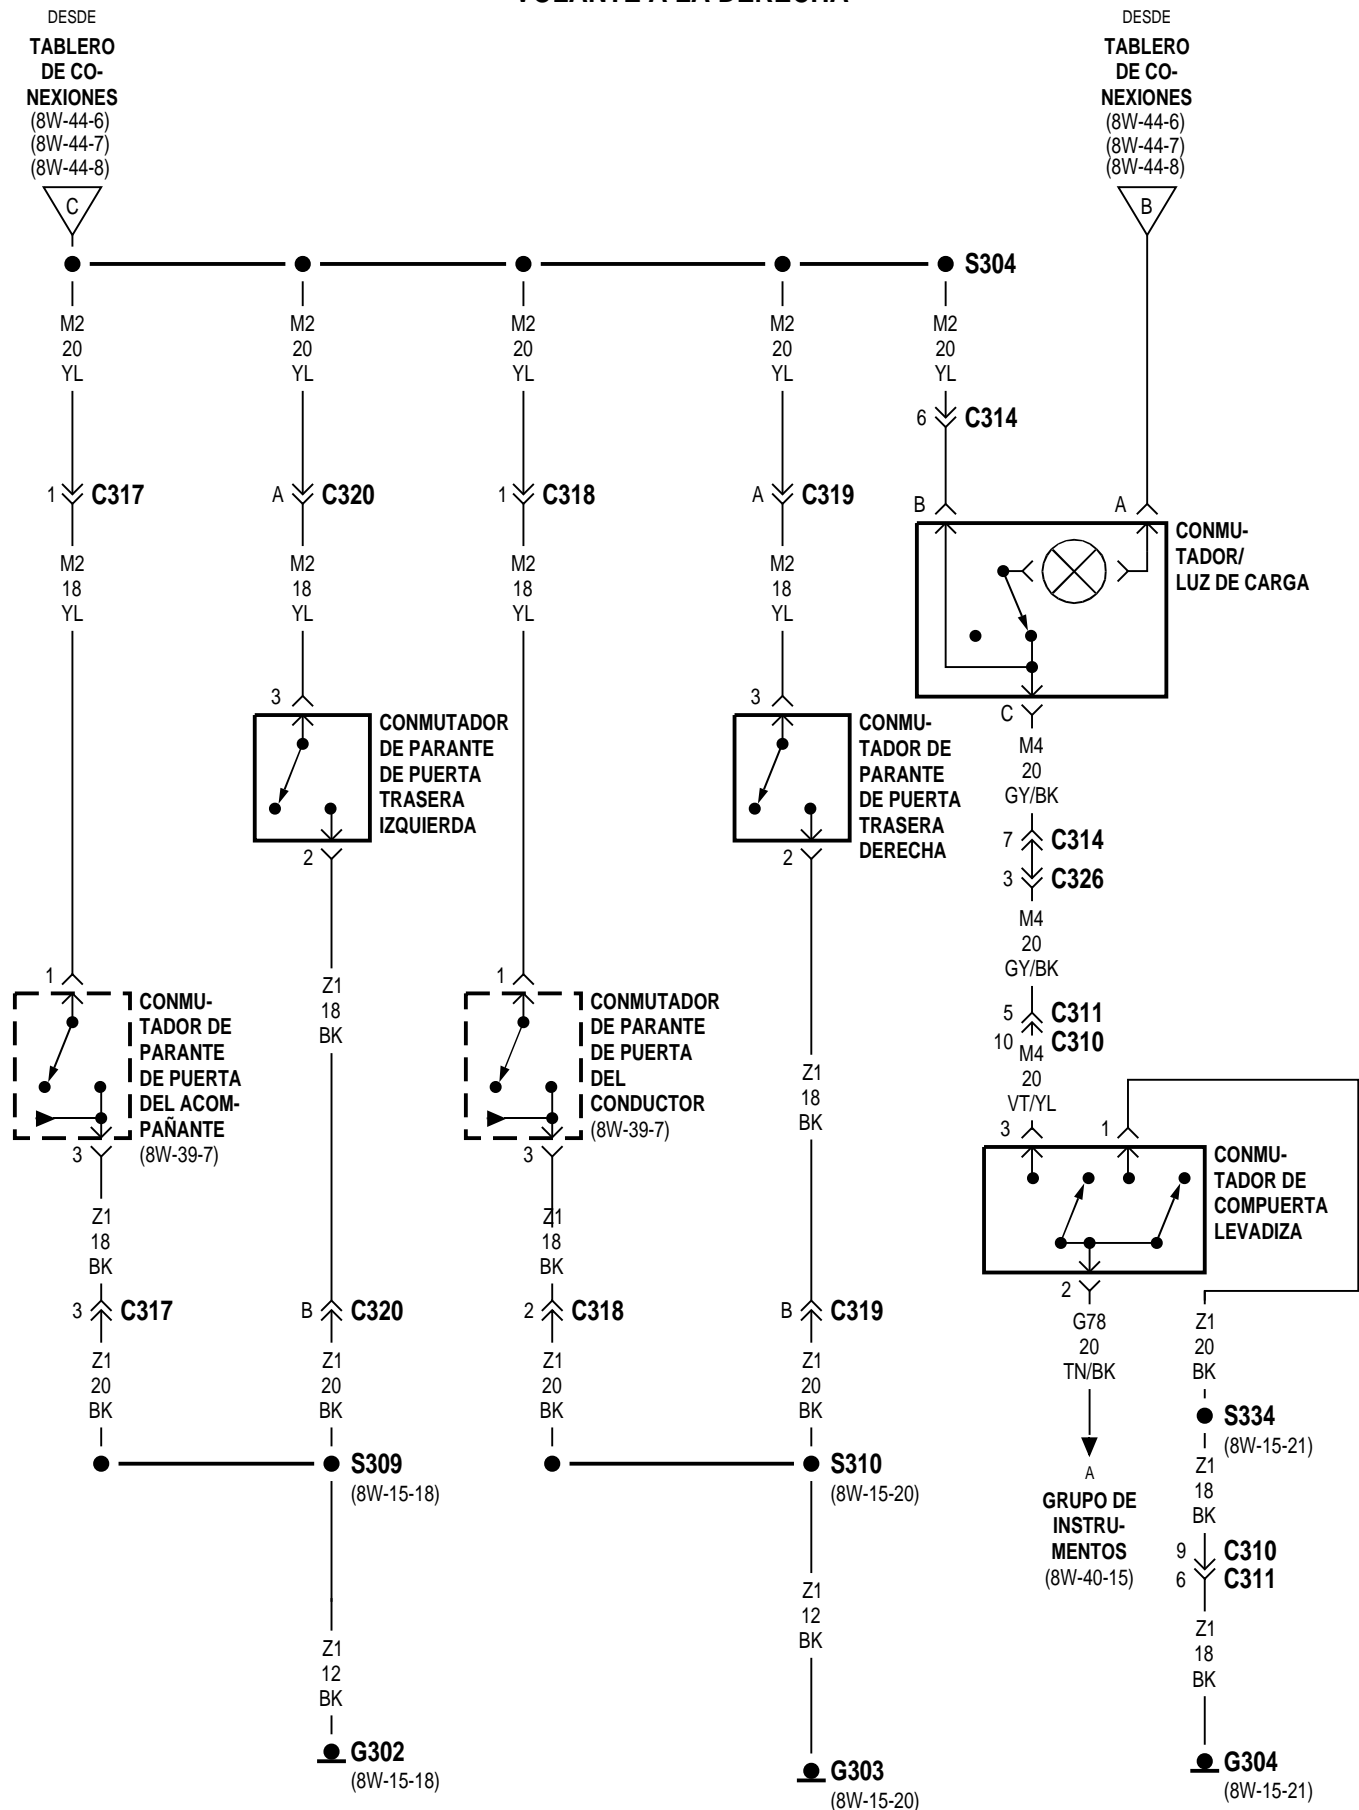 VOLANTE A LA DERECHA
DESDE
TABLERO
DE CO-
NEXIONES
(8W-44-6)
(8W-44-7)
(8W-44-8)
C
DESDE
TABLERO
DE CO-
NEXIONES
(8W-44-6)
(8W-44-7)
(8W-44-8)
B
S304
M2
20
YL
M2
20
YL
M2
20
YL
M2
20
YL
M2
20
YL
6 C314
1 C317
A C320
1 C318
A C319
B
A
CONMU-
TADOR/
LUZ DE CARGA
M2
18
YL
M2
18
YL
M2
18
YL
M2
18
YL
3
CONMUTADOR
DE PARANTE
DE PUERTA
TRASERA
IZQUIERDA
2
3
CONMU-
TADOR DE
PARANTE
DE PUERTA
TRASERA
DERECHA
2
C
M4
20
GY/BK
7 C314
3 C326
M4
20
GY/BK
5 C311
10 C310
M4
20
VT/YL
1
CONMU-
TADOR DE
PARANTE
DE PUERTA
DEL ACOM-
PAÑANTE
(8W-39-7)
3
Z1
18
BK
1
CONMUTADOR
DE PARANTE
DE PUERTA
DEL
CONDUCTOR
(8W-39-7)
3
Z1
18
BK
3
1
CONMU-
TADOR DE
COMPUERTA
LEVADIZA
2
Z1
18
BK
Z1
18
BK
3 C317
B C320
2 C318
B C319
G78
20
TN/BK
Z1
20
BK
Z1
20
BK
Z1
20
BK
Z1
20
BK
Z1
20
BK
S334
(8W-15-21)
S309
(8W-15-18)
S310
(8W-15-20)
A
GRUPO DE
INSTRU-
MENTOS
(8W-40-15)
Z1
18
BK
9 C310
6 C311
Z1
12
BK
Z1
12
BK
Z1
18
BK
G302
(8W-15-18)
G303
(8W-15-20)
G304
(8W-15-21)